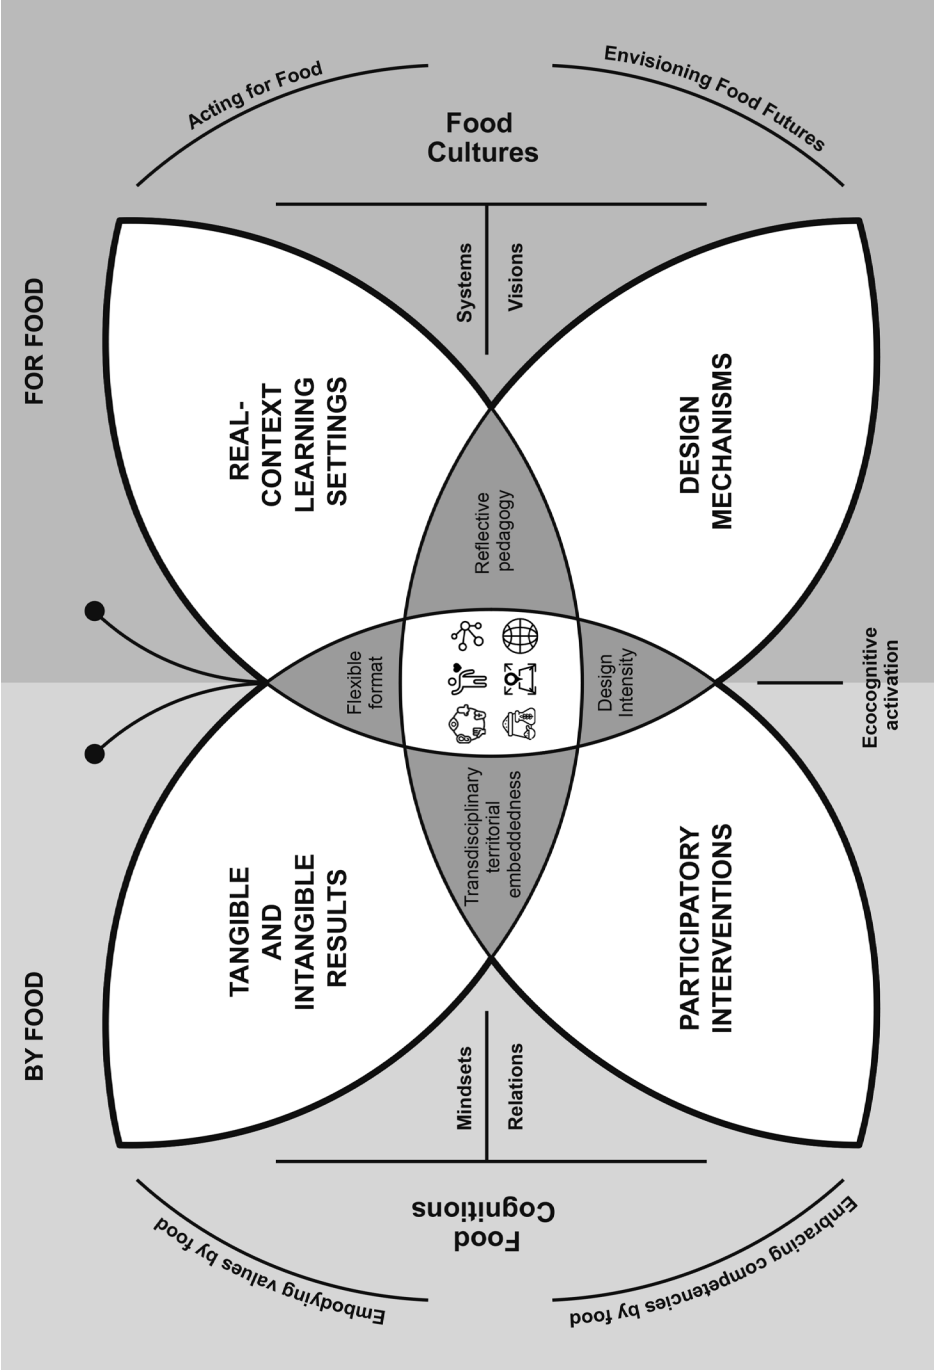 BY FOOD
FOR FOOD
Embodying values by food
Acting for Food
TANGIBLE
AND
INTANGIBLE
RESULTS
REAL-
CONTEXT
LEARNING
SETTINGS
Flexible
format
Food
Cognitions
Mindsets
Relations
Transdisciplinary
territorial
embeddedness
Reflective
pedagogy
Systems
Visions
Food
Cultures
Design
Intensity
PARTICIPATORY
INTERVENTIONS
DESIGN
MECHANISMS
Embracing competencies by food
Envisioning Food Futures
Ecocognitive
activation